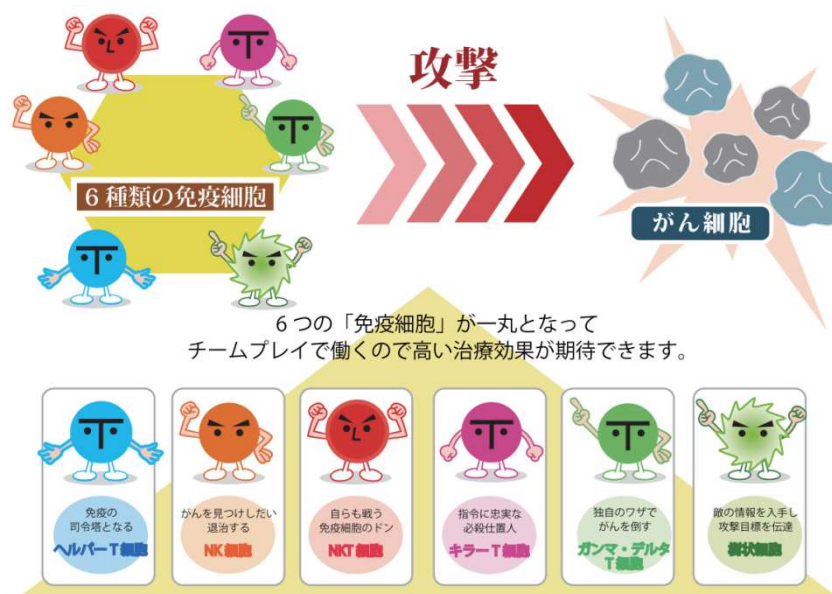 攻撃
6種類の免疫細胞
がん細胞
6つの「免疫細胞」が一丸となって
チームプレイで働くので高い治療効果が期待できます。
免疫の
司令塔となる
ヘルパーT細胞
がんを見つけしだい
退治する
NK細胞
自らも戦う
免疫細胞のドン
NKT細胞
指令に忠実な
必殺仕置人
キラーT細胞
独自のワザで
がんを倒す
ガンマ・デルタ
T細胞
敵の情報を入手し
攻撃目標を伝達
樹状細胞